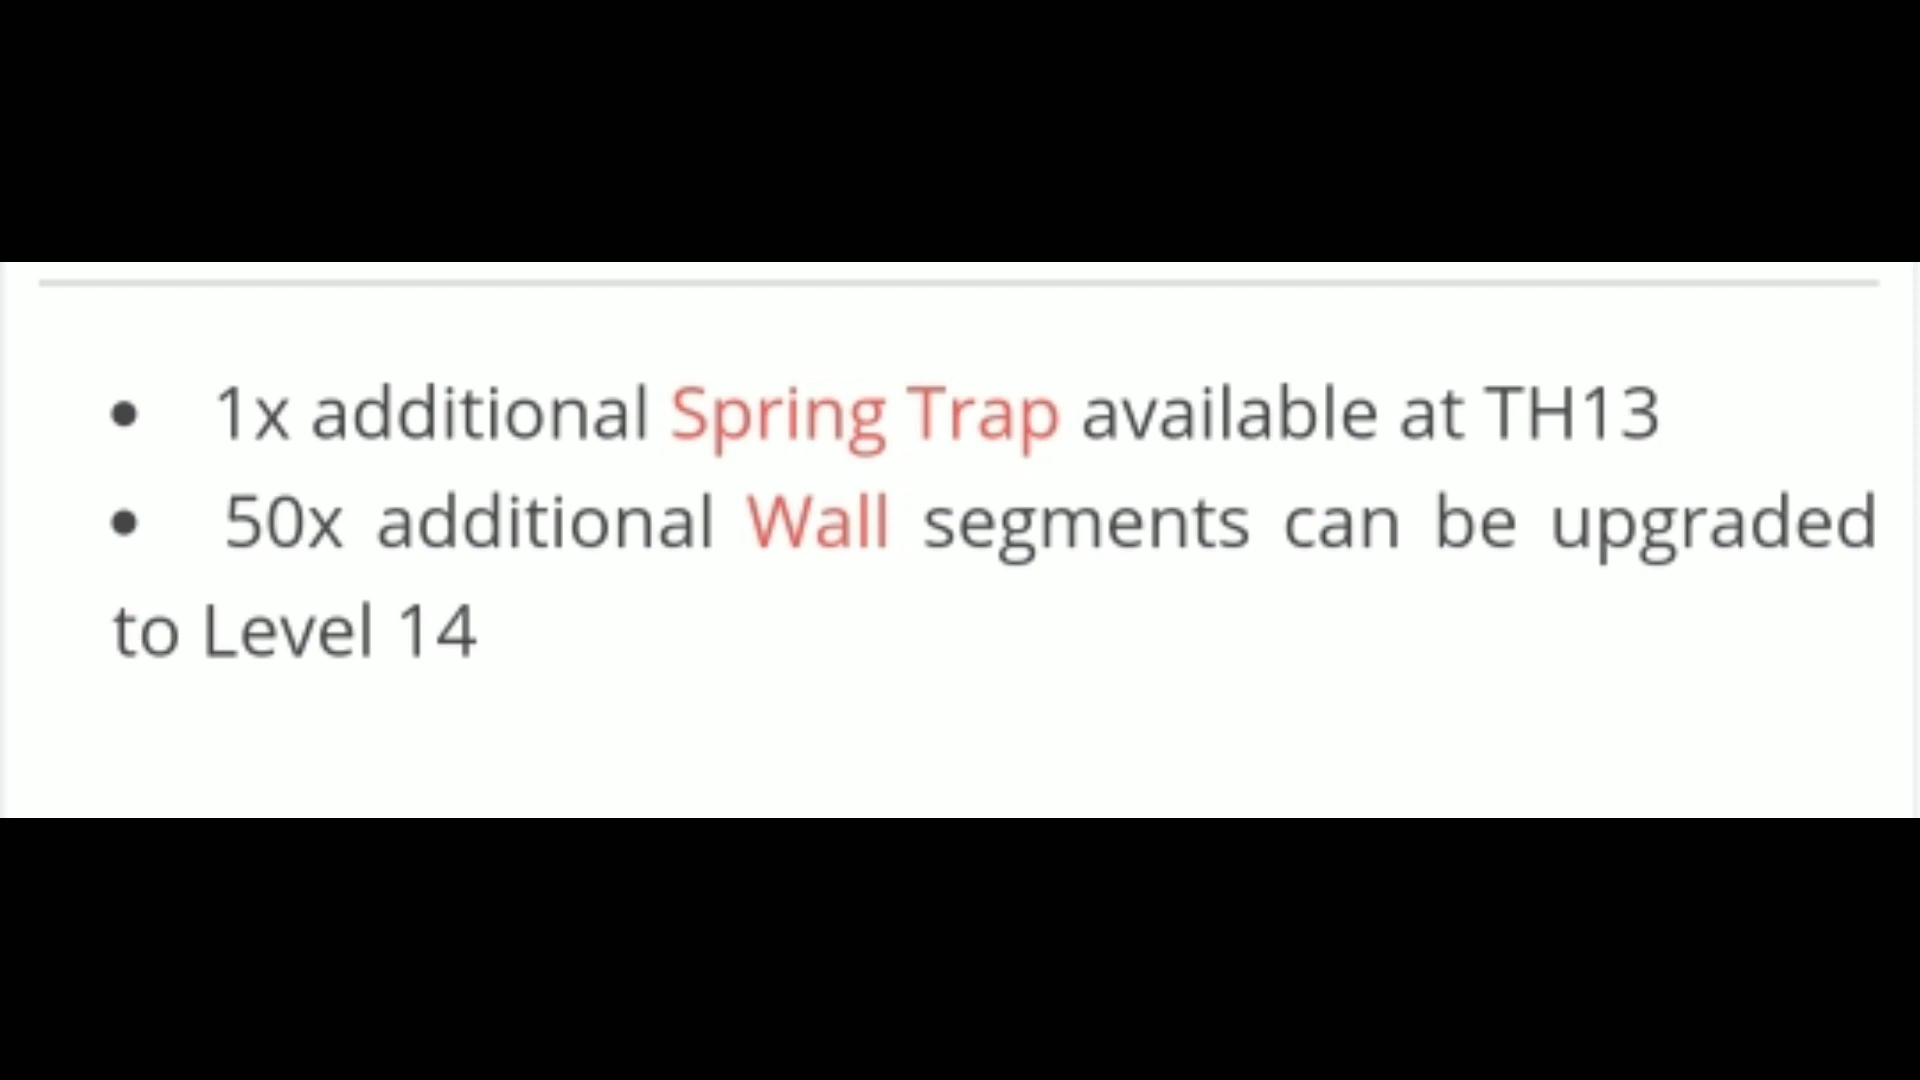 • 1x additional Spring Trap available at TH13
• 50x additional Wall segments can be upgraded
to Level 14